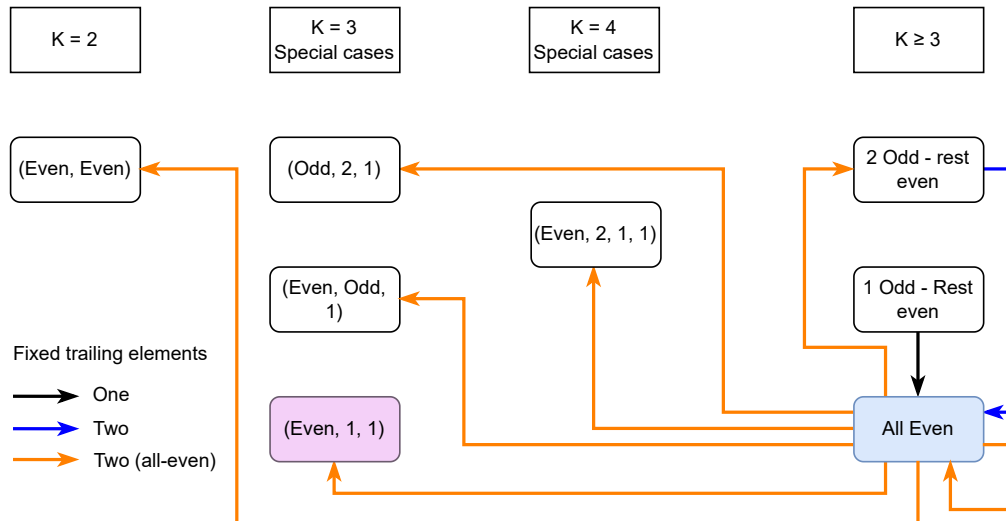 K = 2
K = 3
Special cases
K = 4
Special cases
K ≥ 3
(Even, Even)
(Odd, 2, 1)
2 Odd - rest
even
(Even, 2, 1, 1)
(Even, Odd,
1)
1 Odd - Rest
even
Fixed trailing elements
One
Two
Two (all-even)
(Even, 1, 1)
All Even